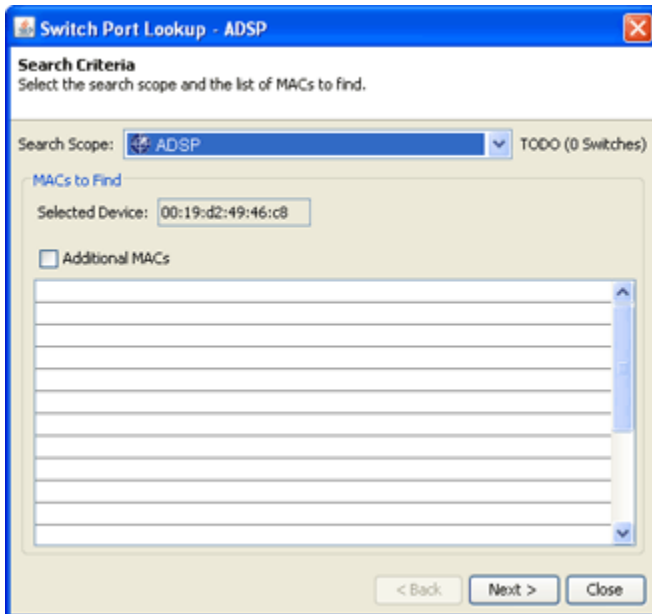 Switch Port Lookup - ADSP
Search Criteria
Select the search scope and the list of MACs to find.
Search Scope: ADSP TODO (0 Switches)
MACs to Find
Selected Device: 00:19:d2:49:46:c8
Additional MACs
< Back Next > Close